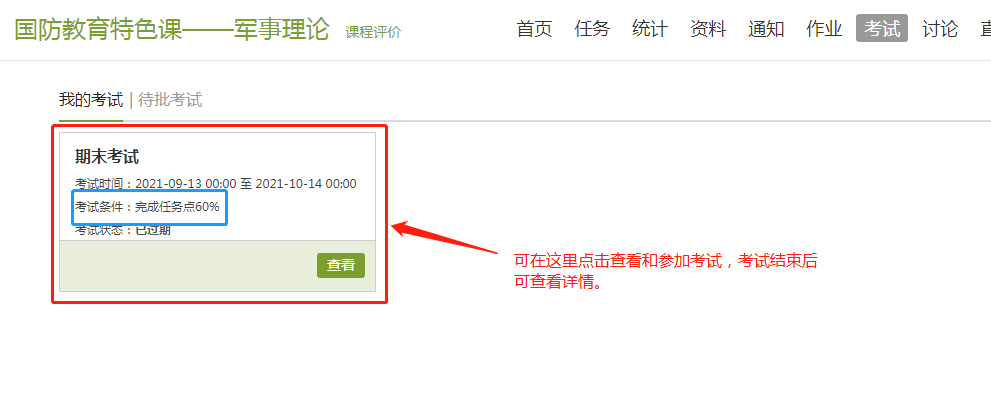 国防教育特色课——军事理论 课程评价 首页 任务 统计 资料 通知 作业 考试 讨论
我的考试 | 待批考试
期末考试
考试时间：2021-09-13 00:00 至 2021-10-14 00:00
考试条件：完成任务点60%
考试状态：已过期
查看
可在这里点击查看和参加考试，考试结束后
可查看详情。